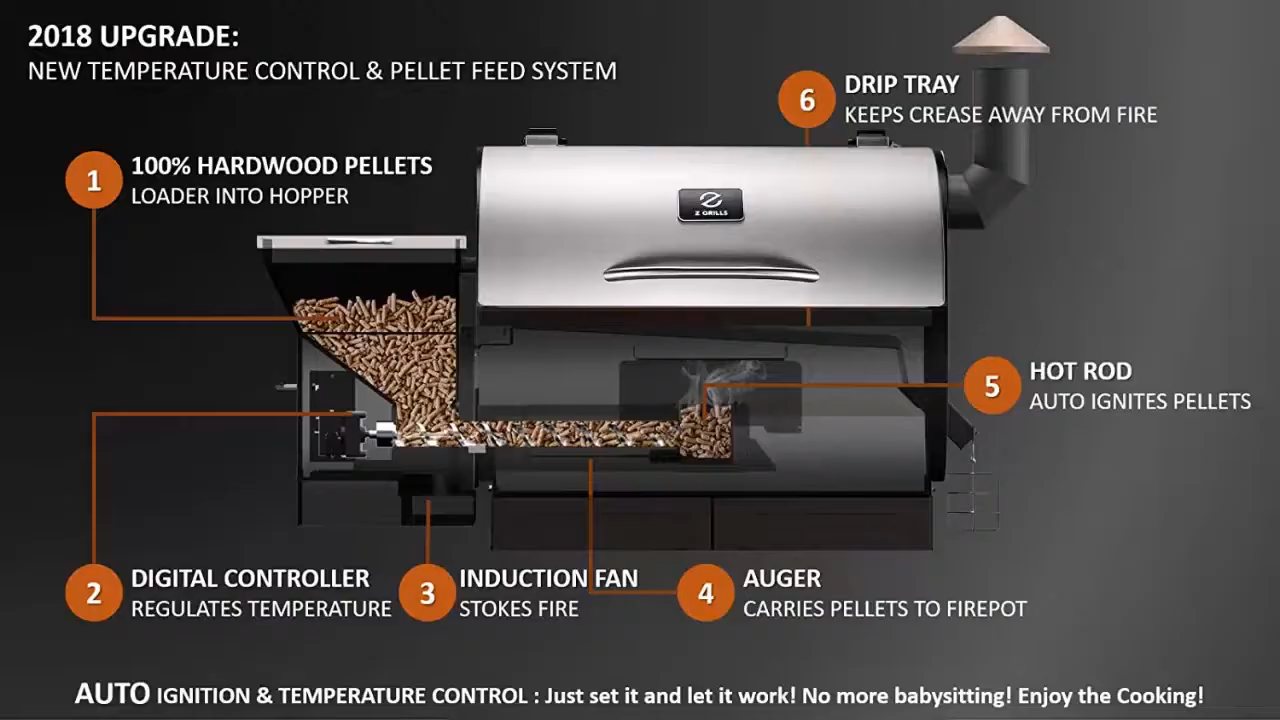 2018 UPGRADE:
NEW TEMPERATURE CONTROL & PELLET FEED SYSTEM
6
DRIP TRAY
KEEPS CREASE AWAY FROM FIRE
1
100% HARDWOOD PELLETS
LOADER INTO HOPPER
Z GRILLS
5
HOT ROD
AUTO IGNITES PELLETS
2
DIGITAL CONTROLLER
REGULATES TEMPERATURE
3
INDUCTION FAN
STOKES FIRE
4
AUGER
CARRIES PELLETS TO FIREPOT
AUTO IGNITION & TEMPERATURE CONTROL : Just set it and let it work! No more babysitting! Enjoy the Cooking!